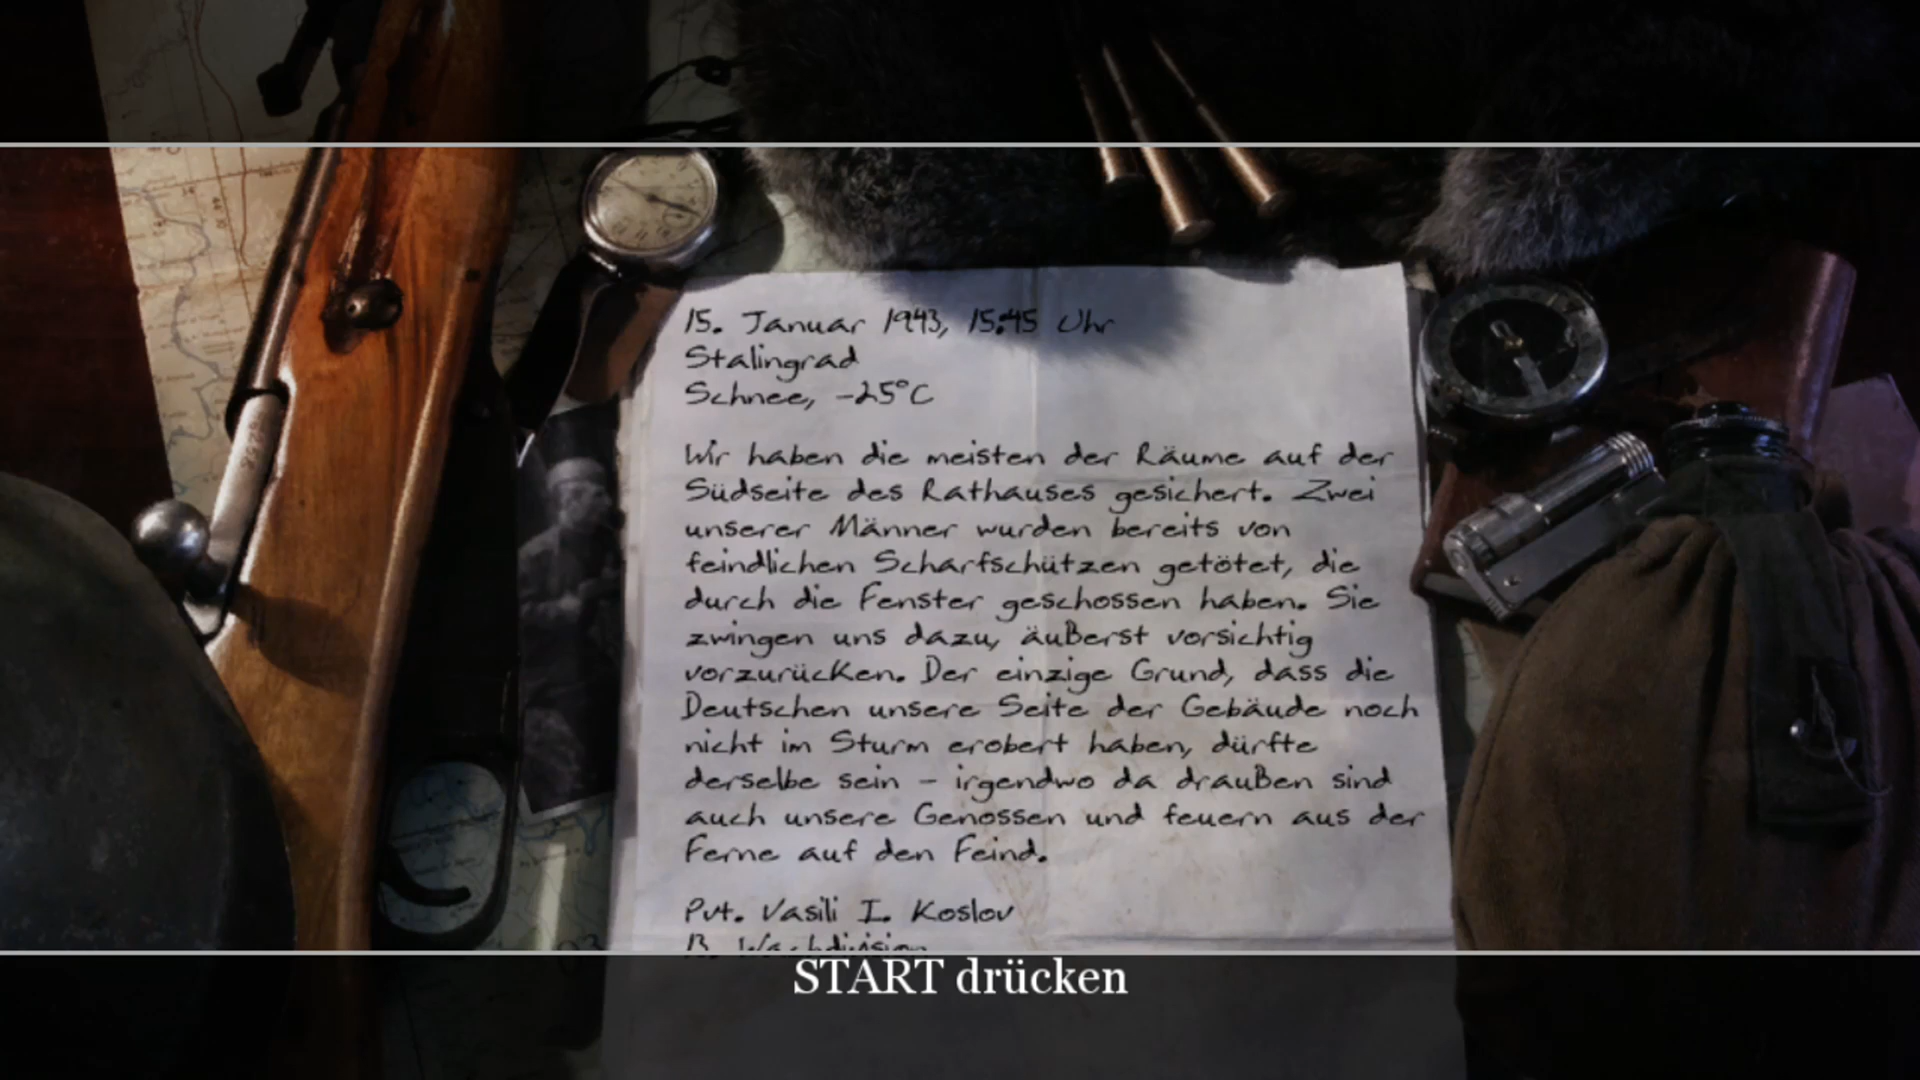 15. Januar 1943, 15:45 Uhr
Stalingrad
Schnee, -25°C
Wir haben die meisten der Räume auf der
Südseite des Rathauses gesichert. Zwei
unserer Männer wurden bereits von
feindlichen Scharfschützen getötet, die
durch die Fenster geschossen haben. Sie
zwingen uns dazu, äußerst vorsichtig
vorzurücken. Der einzige Grund, dass die
Deutschen unsere Seite der Gebäude noch
nicht im Sturm erobert haben, dürfte
derselbe sein - irgendwo da draußen sind
auch unsere Genossen und feuern aus der
Ferne auf den Feind.
Pvt. Vasili I. Koslov
13. Wachdivision
START drücken